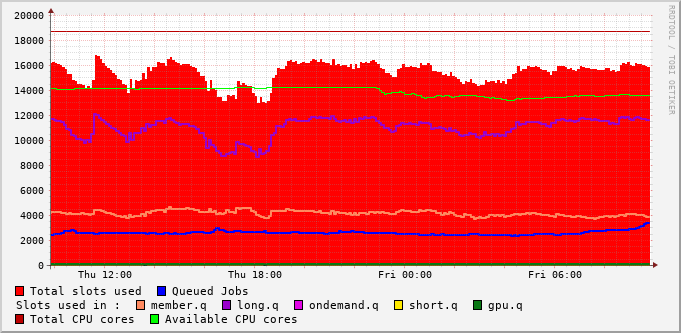 20000
18000
16000
14000
12000
10000
8000
6000
4000
2000
0
Thu 12:00 Thu 18:00 Fri 00:00 Fri 06:00
Total slots used Queued Jobs
Slots used in : member.q long.q ondemand.q short.q gpu.q
Total CPU cores Available CPU cores
RRDTOOL / TOBI OETIKER